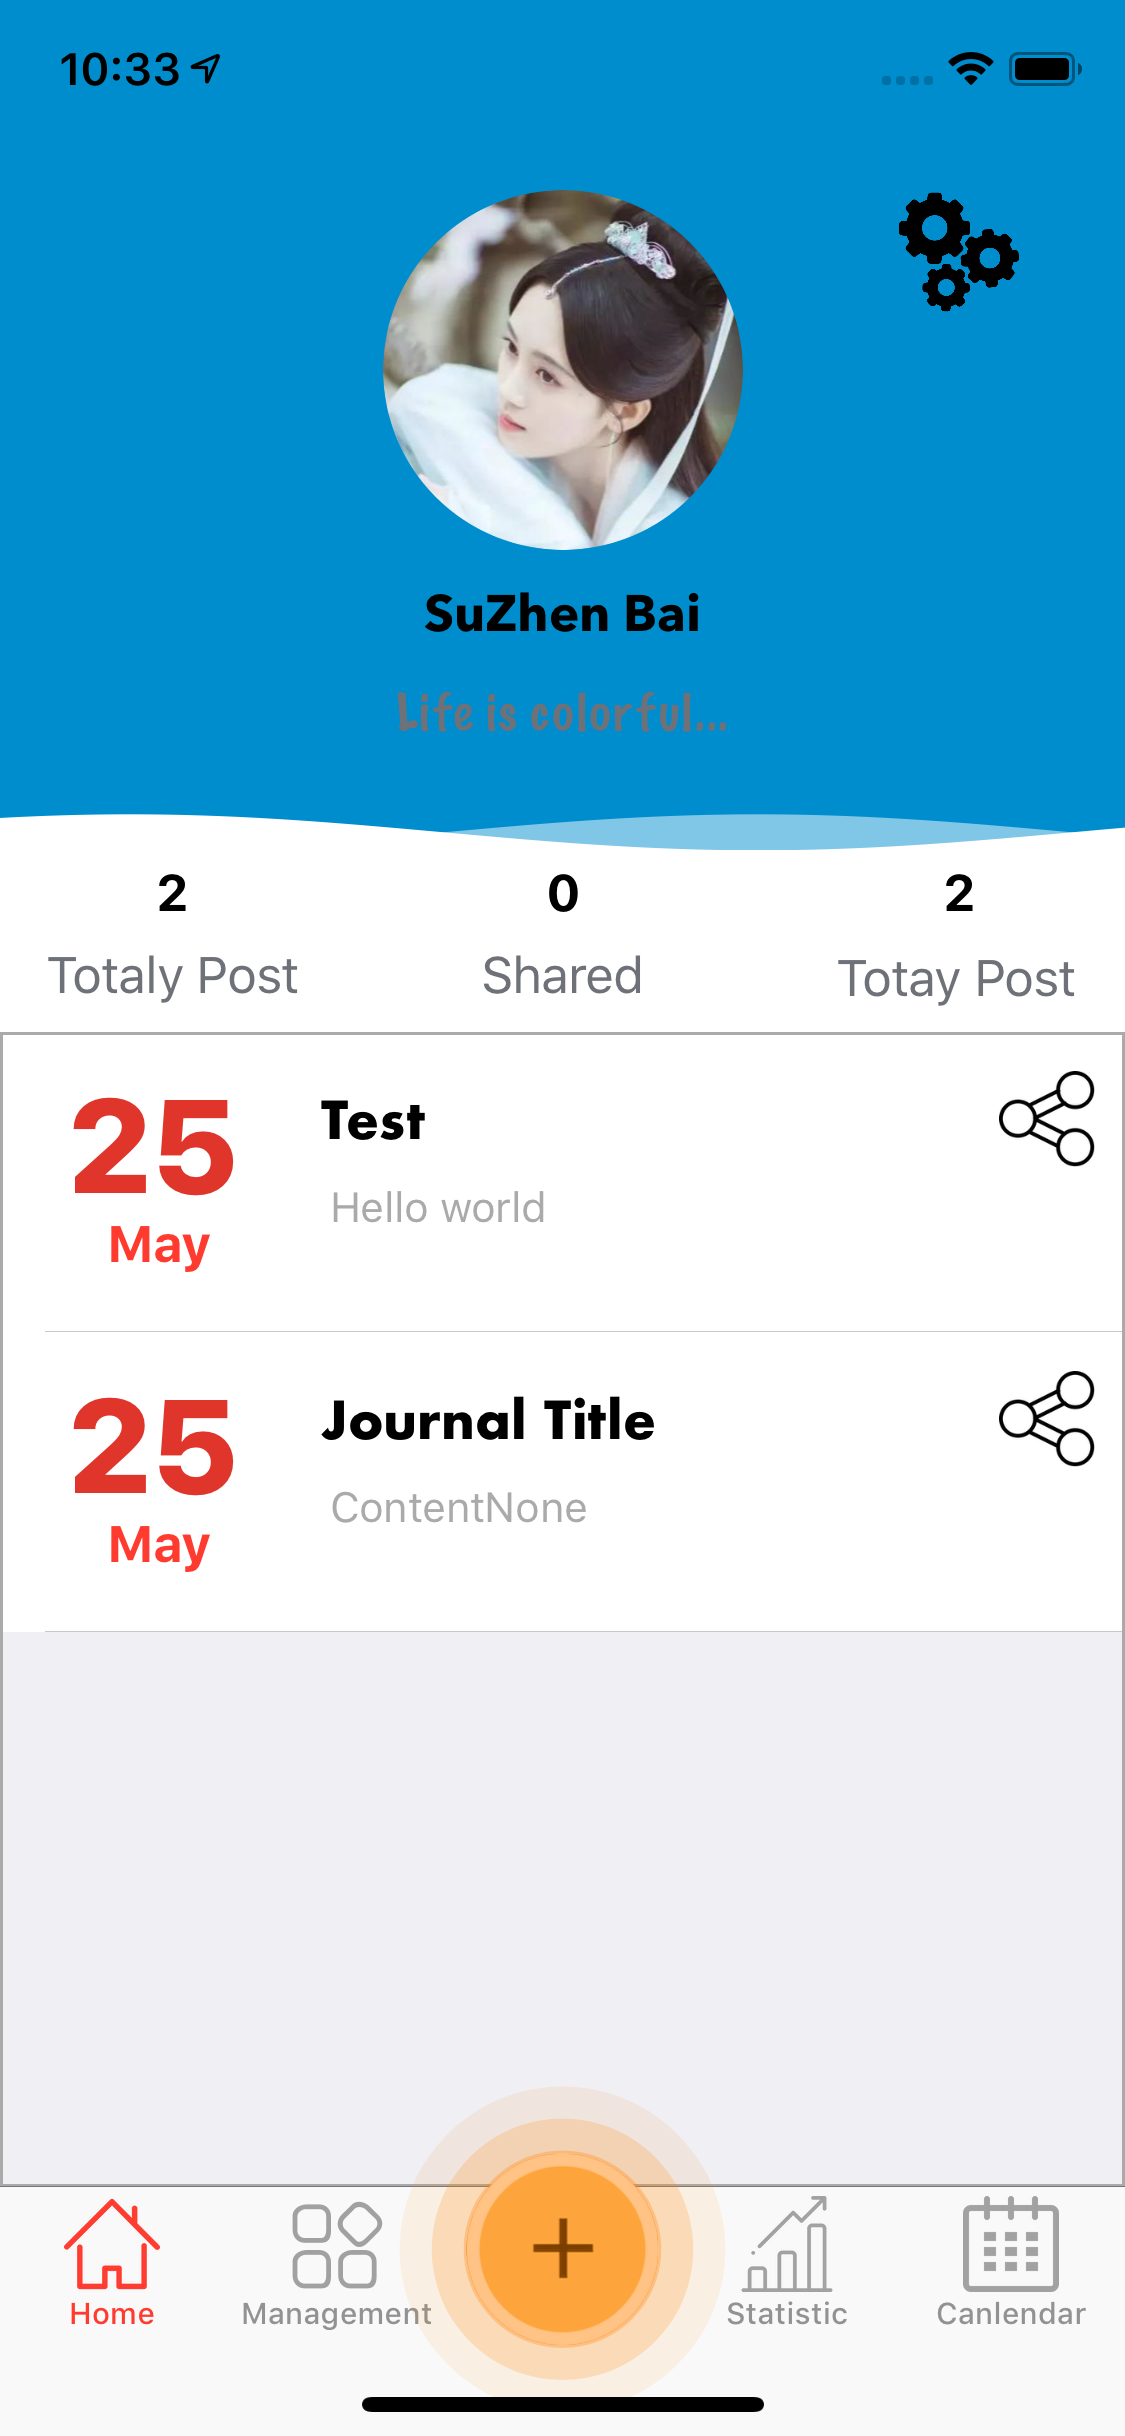 10:33
SuZhen Bai
Life is colorful...
2 0 2
Totaly Post Shared Totay Post
25 Test
Hello world
May
25 Journal Title
ContentNone
May
+
Home Management Statistic Canlendar